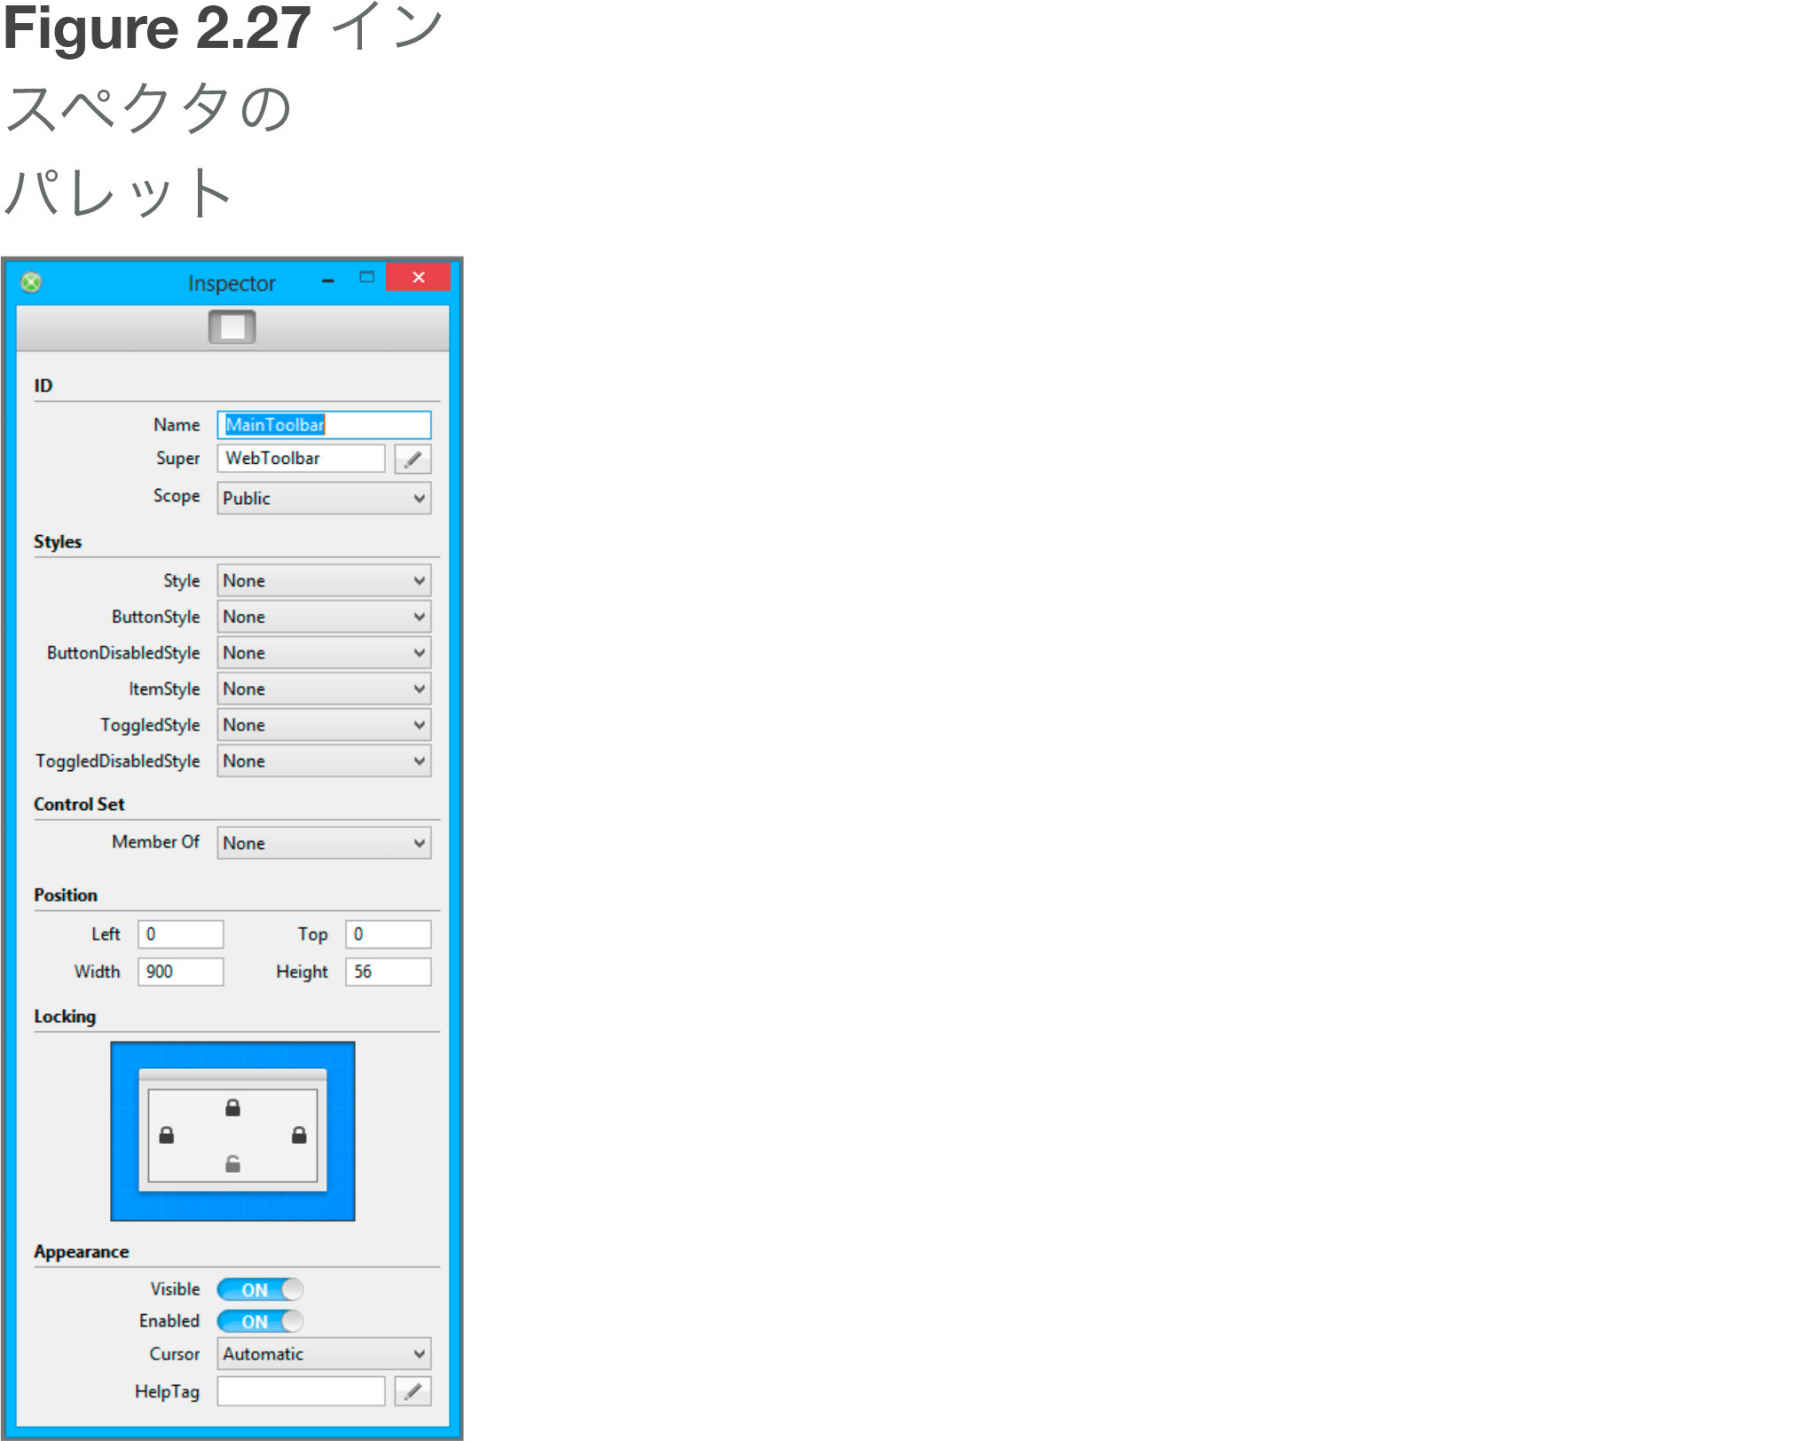 Figure 2.27 イン
スペクタの
パレット
Inspector
ID
Name MainToolbar
Super WebToolbar
Scope Public
Styles
Style None
ButtonStyle None
ButtonDisabledStyle None
ItemStyle None
ToggledStyle None
ToggledDisabledStyle None
Control Set
Member Of None
Position
Left 0 Top 0
Width 900 Height 56
Locking
Appearance
Visible ON
Enabled ON
Cursor Automatic
HelpTag